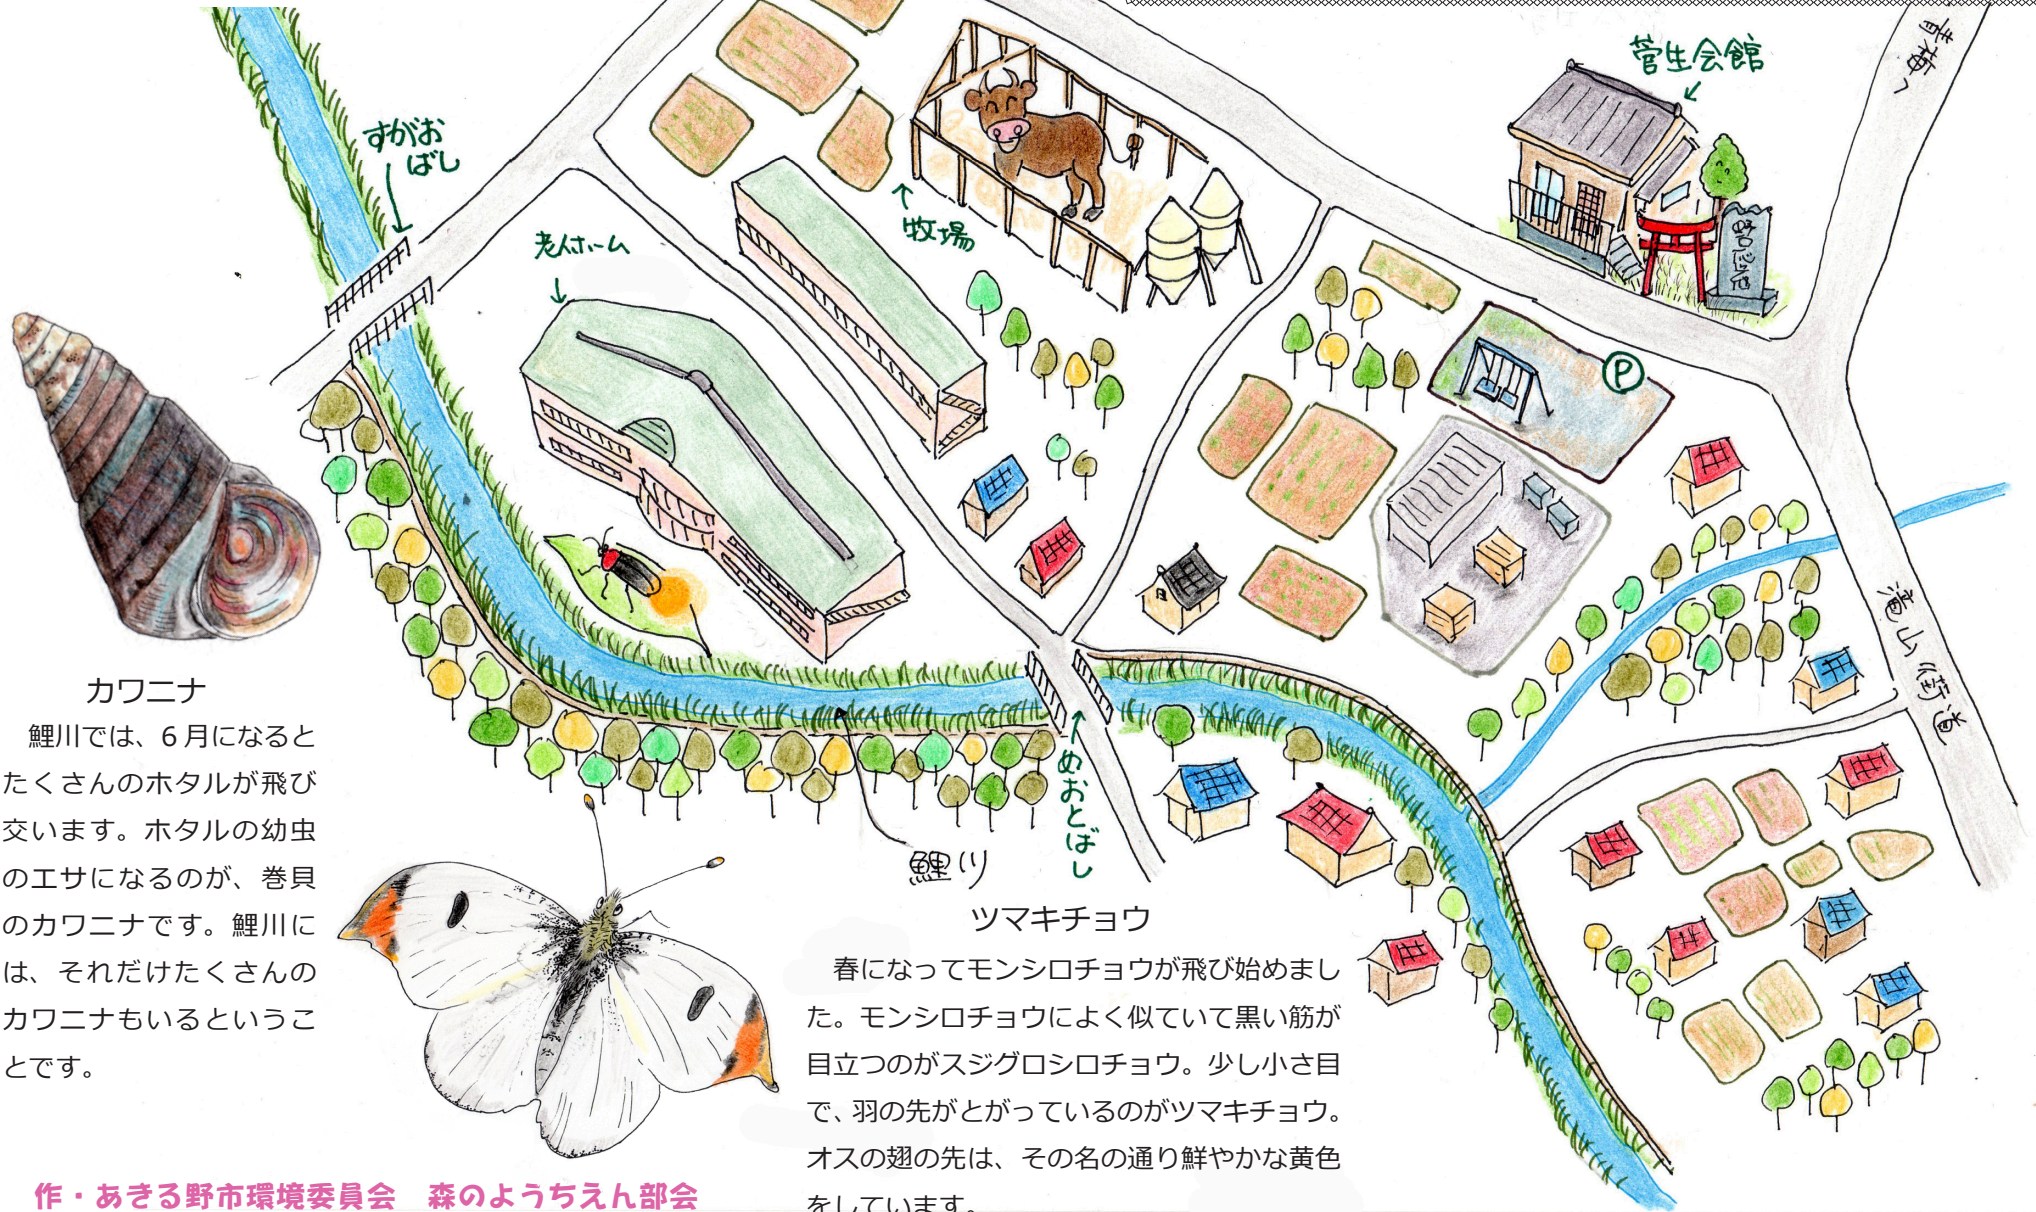 青梅へ
菅生会館
すがお
ばし
牧場
老人ホーム
P
滝山街道
めおとばし
鯉川
カワニナ
鯉川では、6月になると
たくさんのホタルが飛び
交います。ホタルの幼虫
のエサになるのが、巻貝
のカワニナです。鯉川に
は、それだけたくさんの
カワニナもいるというこ
とです。
ツマキチョウ
春になってモンシロチョウが飛び始めまし
た。モンシロチョウによく似ていて黒い筋が
目立つのがスジグロシロチョウ。少し小さ目
で、羽の先がとがっているのがツマキチョウ。
オスの翅の先は、その名の通り鮮やかな黄色
をしています。
作・あきる野市環境委員会　森のようちえん部会